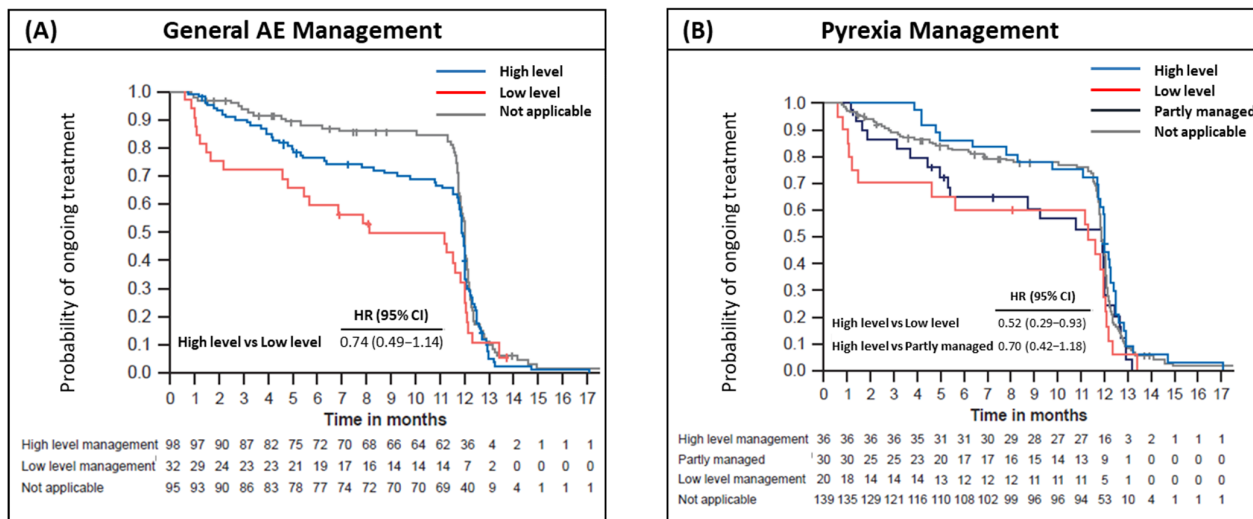 (A) General AE Management
High level
Low level
Not applicable
1.0
0.9
0.8
0.7
0.6
0.5
0.4
0.3
0.2
0.1
0.0
Probability of ongoing treatment
HR (95% CI)
High level vs Low level 0.74 (0.49–1.14)
0 1 2 3 4 5 6 7 8 9 10 11 12 13 14 15 16 17
Time in months
High level management 98 97 90 87 82 75 72 70 68 66 64 62 36 4 2 1 1 1
Low level management 32 29 24 23 23 21 19 17 16 14 14 14 7 2 0 0 0 0
Not applicable 95 93 90 86 83 78 77 74 72 70 70 69 40 9 4 1 1 1
(B) Pyrexia Management
High level
Low level
Partly managed
Not applicable
1.0
0.9
0.8
0.7
0.6
0.5
0.4
0.3
0.2
0.1
0.0
Probability of ongoing treatment
HR (95% CI)
High level vs Low level 0.52 (0.29–0.93)
High level vs Partly managed 0.70 (0.42–1.18)
0 1 2 3 4 5 6 7 8 9 10 11 12 13 14 15 16 17
Time in months
High level management 36 36 36 36 35 31 31 30 29 28 27 27 16 3 2 1 1 1
Partly managed 30 30 25 25 23 20 17 17 16 15 14 13 9 1 0 0 0 0
Low level management 20 18 14 14 14 13 12 12 12 11 11 11 5 1 0 0 0 0
Not applicable 139 135 129 121 116 110 108 102 99 96 96 94 53 10 4 1 1 1